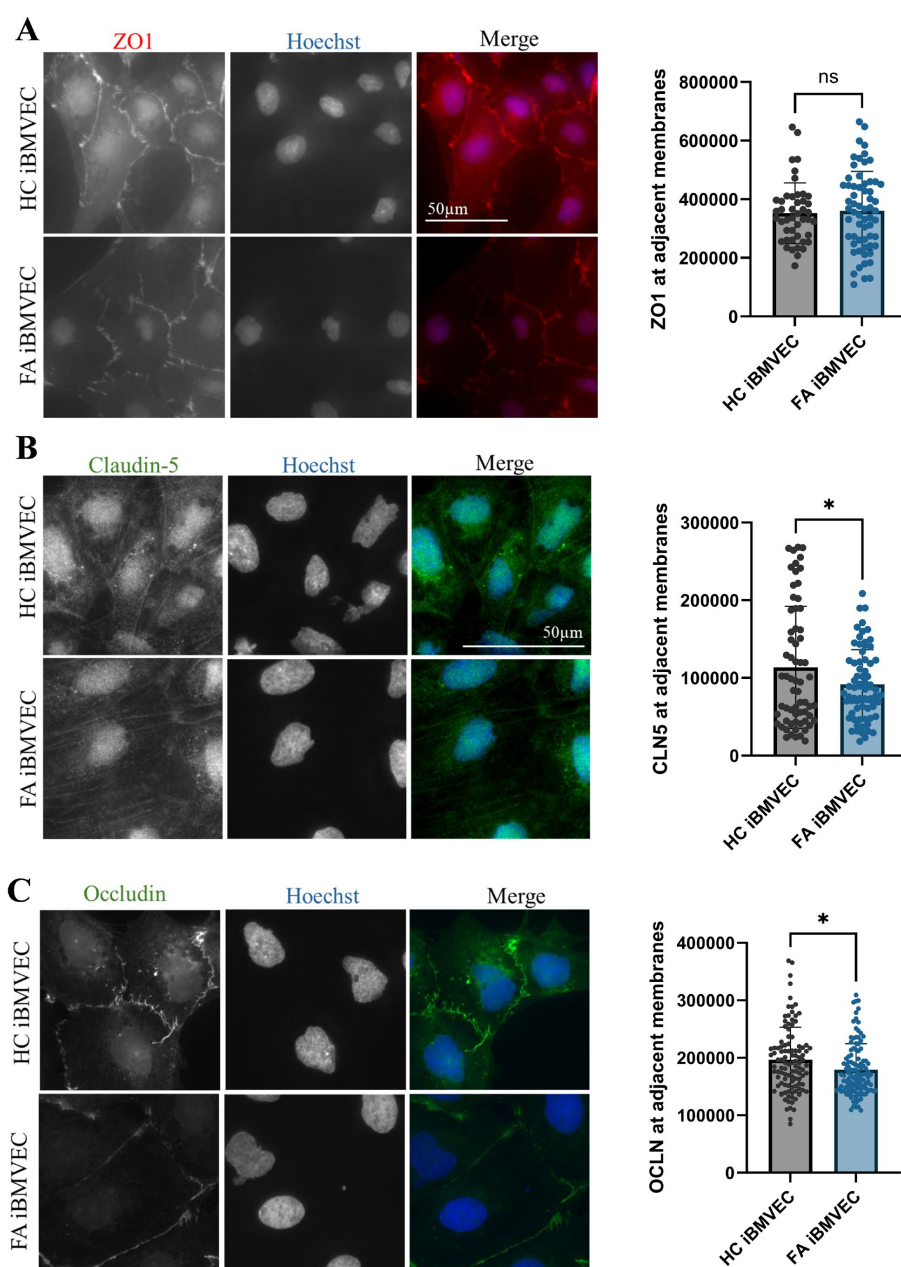 A
ZO1 Hoechst Merge
HC iBMVEC
50µm
FA iBMVEC
ZO1 at adjacent membranes
800000
600000
400000
200000
0
ns
HC iBMVEC
FA iBMVEC
B
Claudin-5 Hoechst Merge
HC iBMVEC
50µm
FA iBMVEC
CLN5 at adjacent membranes
300000
200000
100000
0
*
HC iBMVEC
FA iBMVEC
C
Occludin Hoechst Merge
HC iBMVEC
FA iBMVEC
OCLN at adjacent membranes
400000
300000
200000
100000
0
*
HC iBMVEC
FA iBMVEC